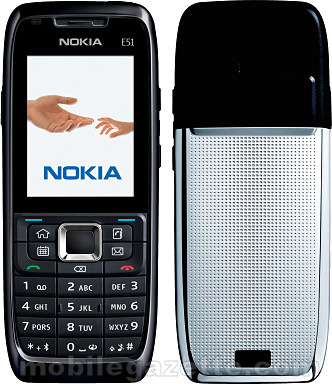 NOKIA E51
NOKIA
1 2 ABC DEF 3
4 GHI 5 JKL MNO 6
7 PQRS 8 TUV WXYZ 9
* + 0 #
mobilegazette.com